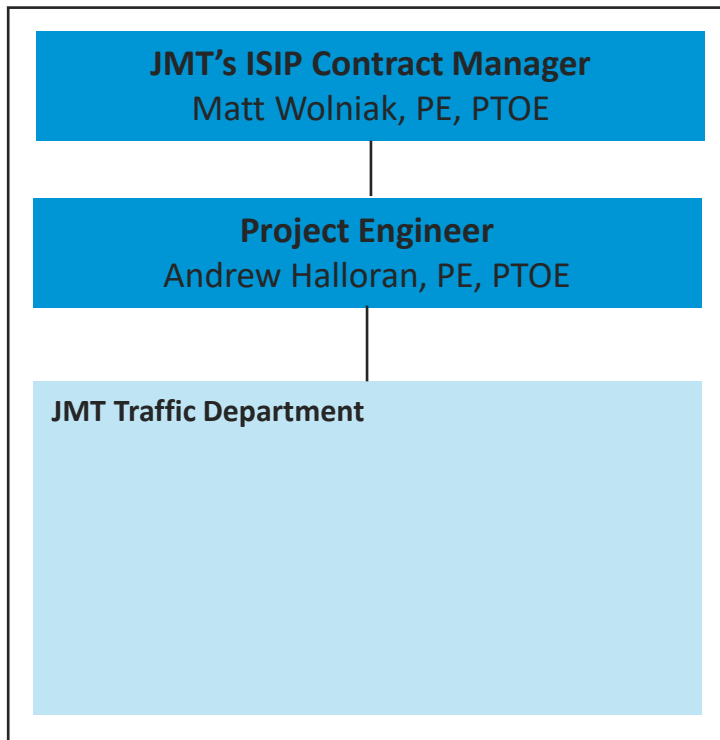 JMT’s ISIP Contract Manager
Matt Wolniak, PE, PTOE
Project Engineer
Andrew Halloran, PE, PTOE
JMT Traffic Department